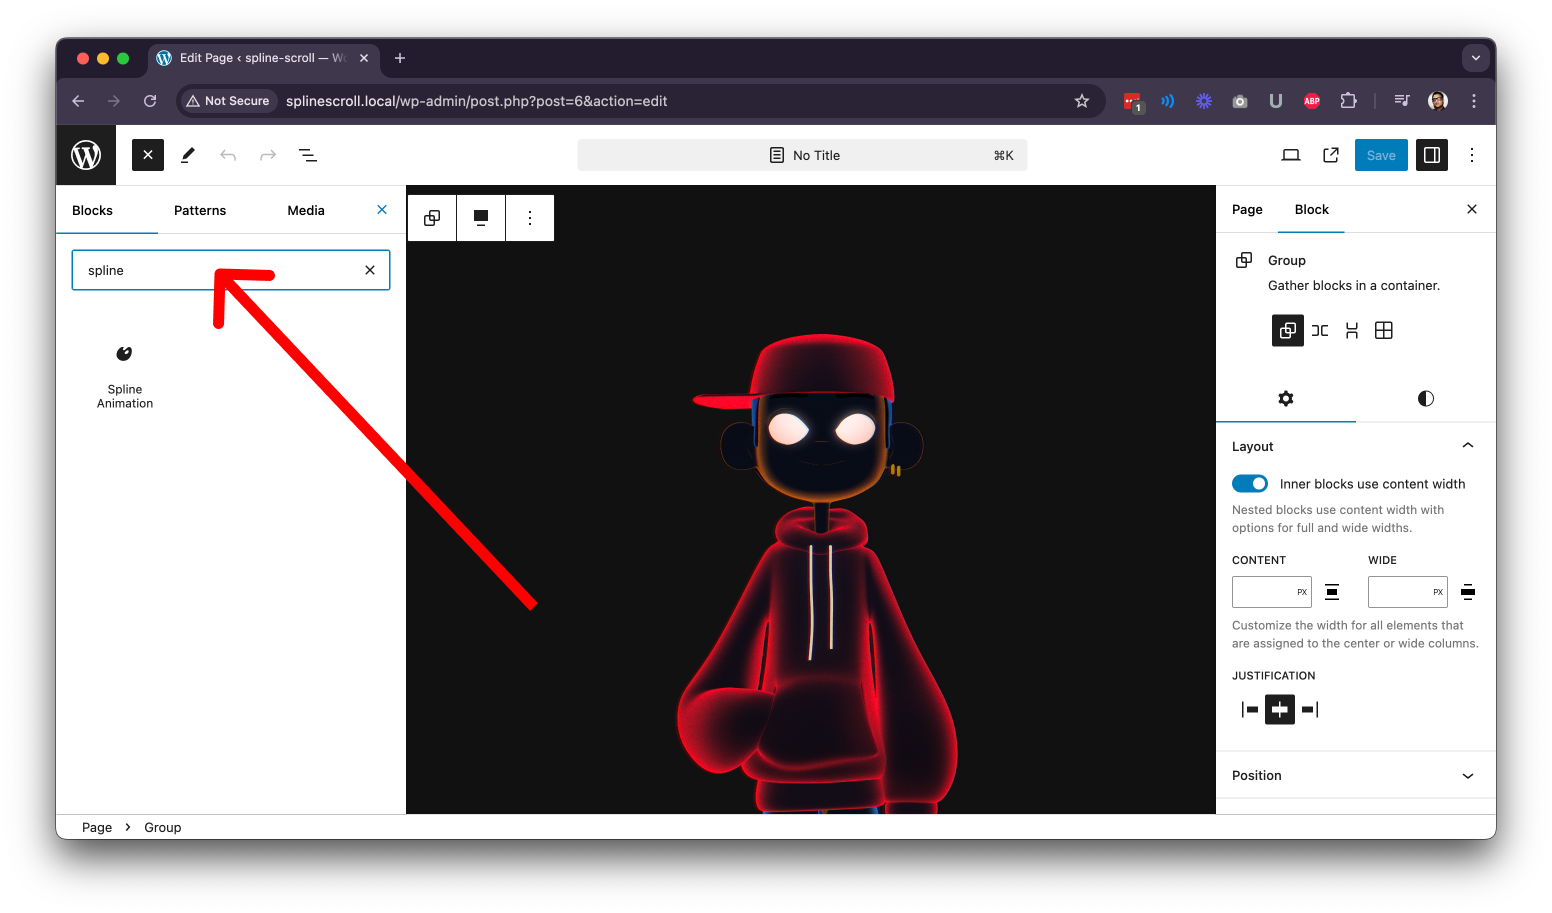 Edit Page ‹ spline-scroll — Wo
Not Secure
splinescroll.local/wp-admin/post.php?post=6&action=edit
1
U
ABP
No Title
⌘K
Save
Blocks
Patterns
Media
Page
Block
spline
Group
Gather blocks in a container.
Spline
Animation
Layout
Inner blocks use content width
Nested blocks use content width with
options for full and wide widths.
CONTENT
WIDE
PX
PX
Customize the width for all elements that
are assigned to the center or wide columns.
JUSTIFICATION
Position
Page › Group